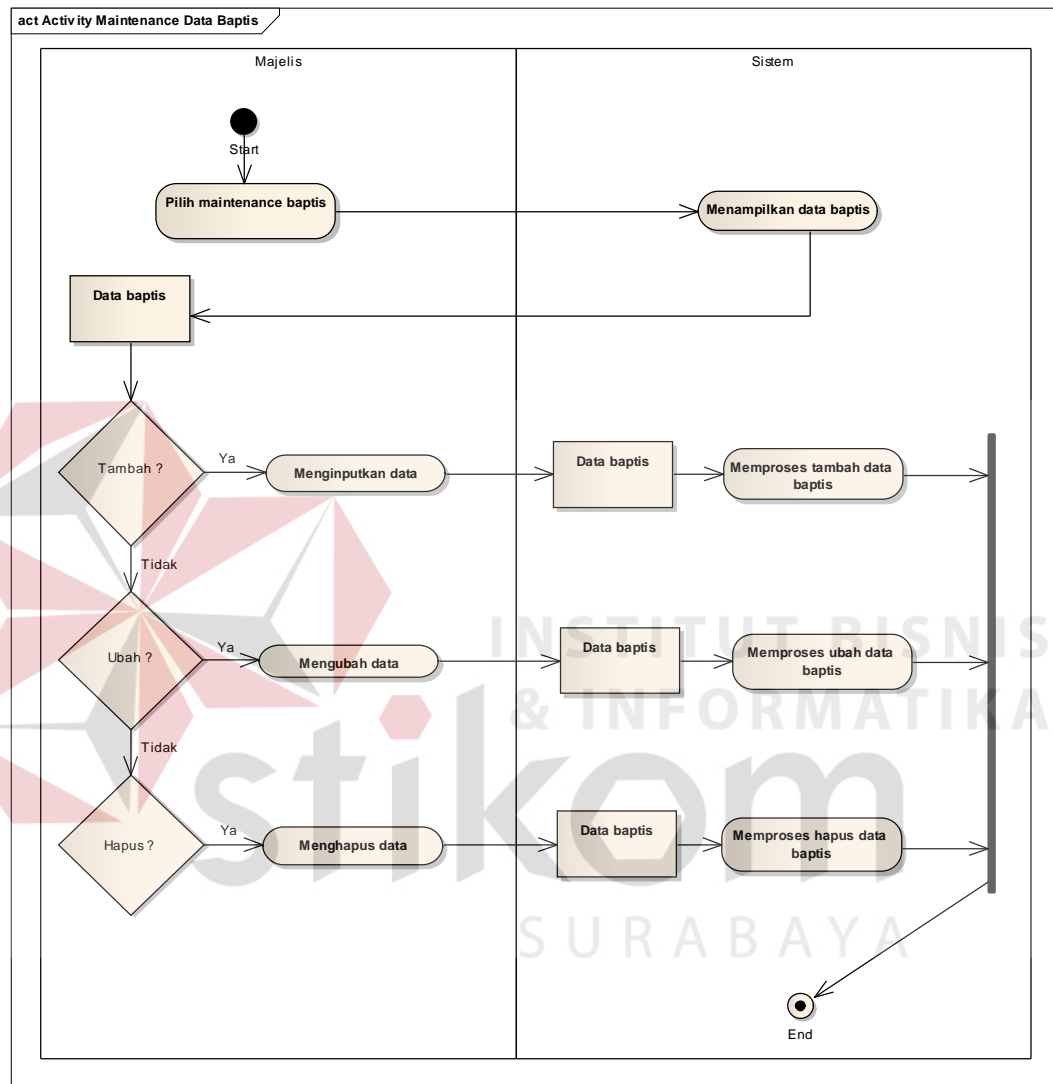 act Activity Maintenance Data Baptis
Majelis
Sistem
Start
Pilih maintenance baptis
Menampilkan data baptis
Data baptis
Tambah ?
Ya
Menginputkan data
Data baptis
Memproses tambah data
baptis
Tidak
Ubah ?
Ya
Mengubah data
Data baptis
Memproses ubah data
baptis
Tidak
Hapus ?
Ya
Menghapus data
Data baptis
Memproses hapus data
baptis
End
INSTITUT BISNIS
& INFORMATIKA
stikom
SURABAYA